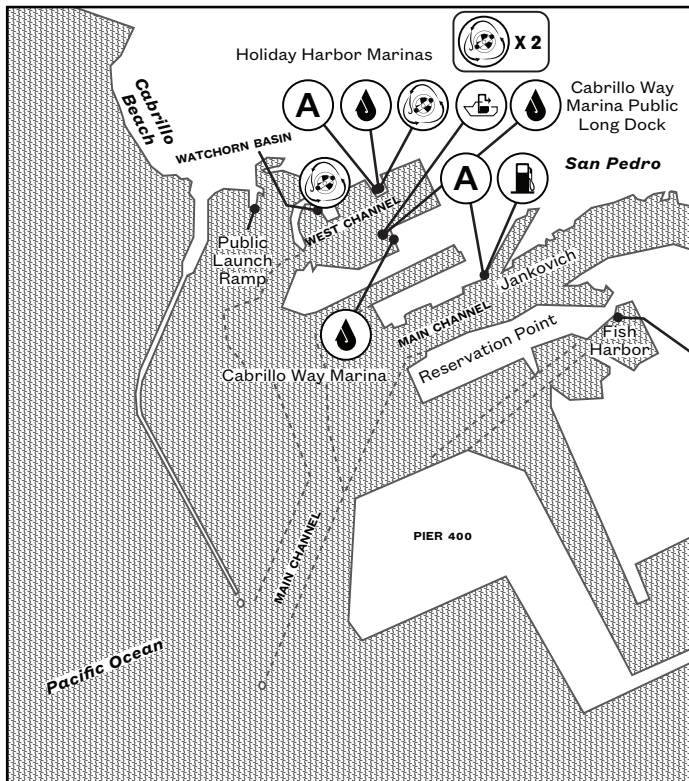 X 2
Holiday Harbor Marinas
Cabrillo
Beach
A
Cabrillo Way
Marina Public
Long Dock
WATCHORN BASIN
A
San Pedro
WEST CHANNEL
Public
Launch
Ramp
Jankovich
MAIN CHANNEL
Reservation Point
Fish
Harbor
Cabrillo Way Marina
PIER 400
MAIN CHANNEL
Pacific Ocean